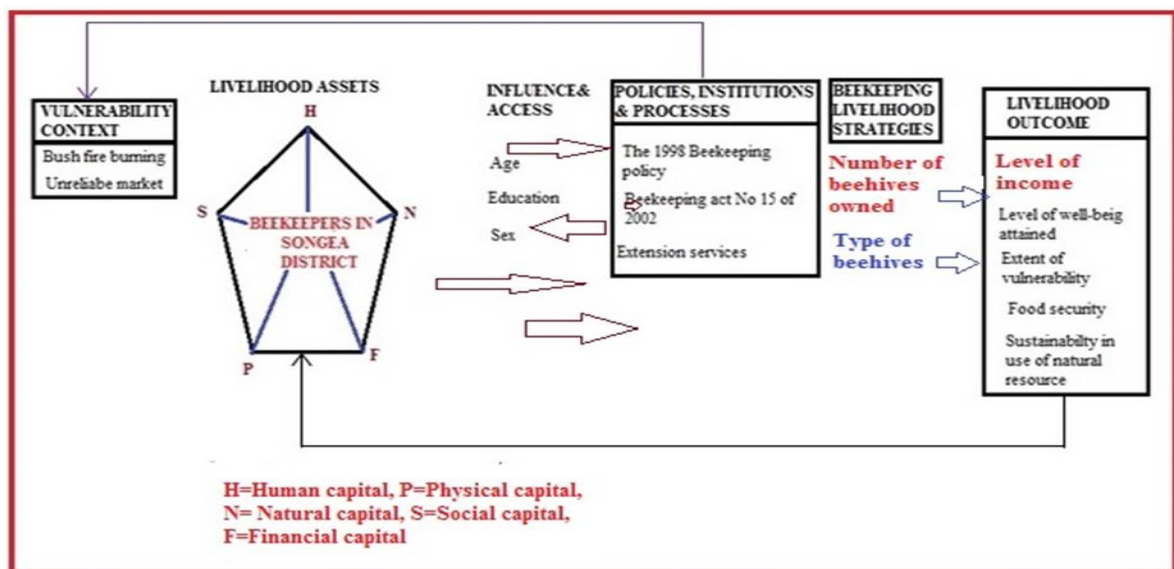 VULNERABILITY
CONTEXT
Bush fire burning
Unreliabe market
LIVELIHOOD ASSETS
H
S
N
BEEKEEPERS IN
SONGEA
DISTRICT
P
F
INFLUENCE&
ACCESS
Age
Education
Sex
POLICIES, INSTITUTIONS
& PROCESSES
The 1998 Beekeeping
policy
Beekeeping act No 15 of
2002
Extension services
BEEKEEPING
LIVELIHOOD
STRATEGIES
Number of
beehives
owned
Type of
beehives
LIVELIHOOD
OUTCOME
Level of
income
Level of well-beig
attained
Extent of
vulnerability
Food security
Sustainabilty in
use of natural
resource
H=Human capital, P=Physical capital,
N= Natural capital, S=Social capital,
F=Financial capital